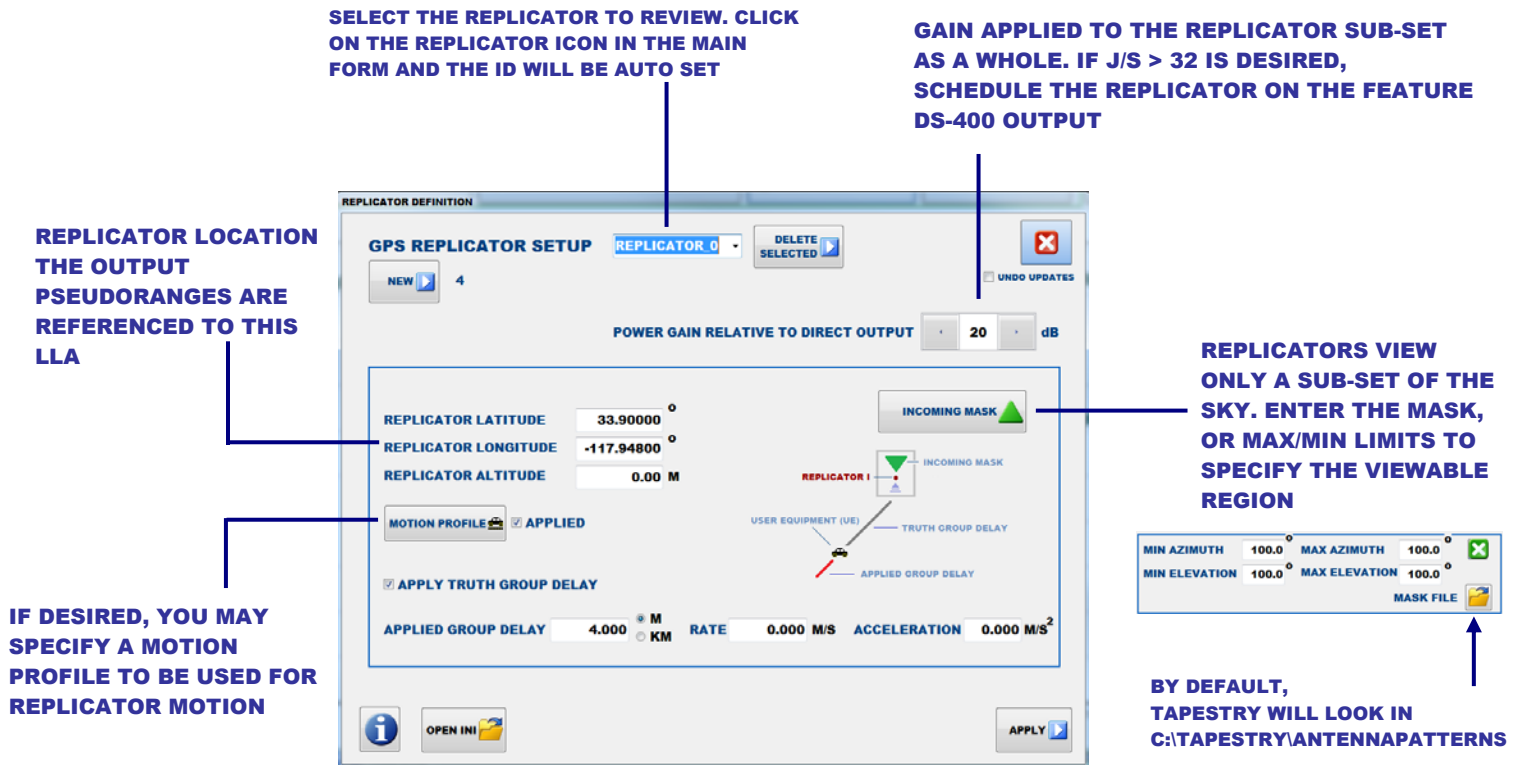 SELECT THE REPLICATOR TO REVIEW. CLICK
ON THE REPLICATOR ICON IN THE MAIN
FORM AND THE ID WILL BE AUTO SET
GAIN APPLIED TO THE REPLICATOR SUB-SET
AS A WHOLE. IF J/S > 32 IS DESIRED,
SCHEDULE THE REPLICATOR ON THE FEATURE
DS-400 OUTPUT
REPLICATOR LOCATION
THE OUTPUT
PSEUDORANGES ARE
REFERENCED TO THIS
LLA
REPLICATOR DEFINITION
GPS REPLICATOR SETUP REPLICATOR_0 DELETE
SELECTED
NEW 4
UNDO UPDATES
POWER GAIN RELATIVE TO DIRECT OUTPUT 20 dB
INCOMING MASK
REPLICATOR LATITUDE 33.90000 °
REPLICATOR LONGITUDE -117.94800 °
REPLICATOR ALTITUDE 0.00 M
INCOMING MASK
REPLICATOR I
MOTION PROFILE APPLIED
USER EQUIPMENT (UE)
TRUTH GROUP DELAY
APPLIED GROUP DELAY
APPLY TRUTH GROUP DELAY
APPLIED GROUP DELAY 4.000 M
KM RATE 0.000 M/S ACCELERATION 0.000 M/S²
OPEN INI
APPLY
IF DESIRED, YOU MAY
SPECIFY A MOTION
PROFILE TO BE USED FOR
REPLICATOR MOTION
REPLICATORS VIEW
ONLY A SUB-SET OF THE
SKY. ENTER THE MASK,
OR MAX/MIN LIMITS TO
SPECIFY THE VIEWABLE
REGION
MIN AZIMUTH 100.0 ° MAX AZIMUTH 100.0 °
MIN ELEVATION 100.0 ° MAX ELEVATION 100.0 °
MASK FILE
BY DEFAULT,
TAPESTRY WILL LOOK IN
C:\TAPESTRY\ANTENNAPATTERNS